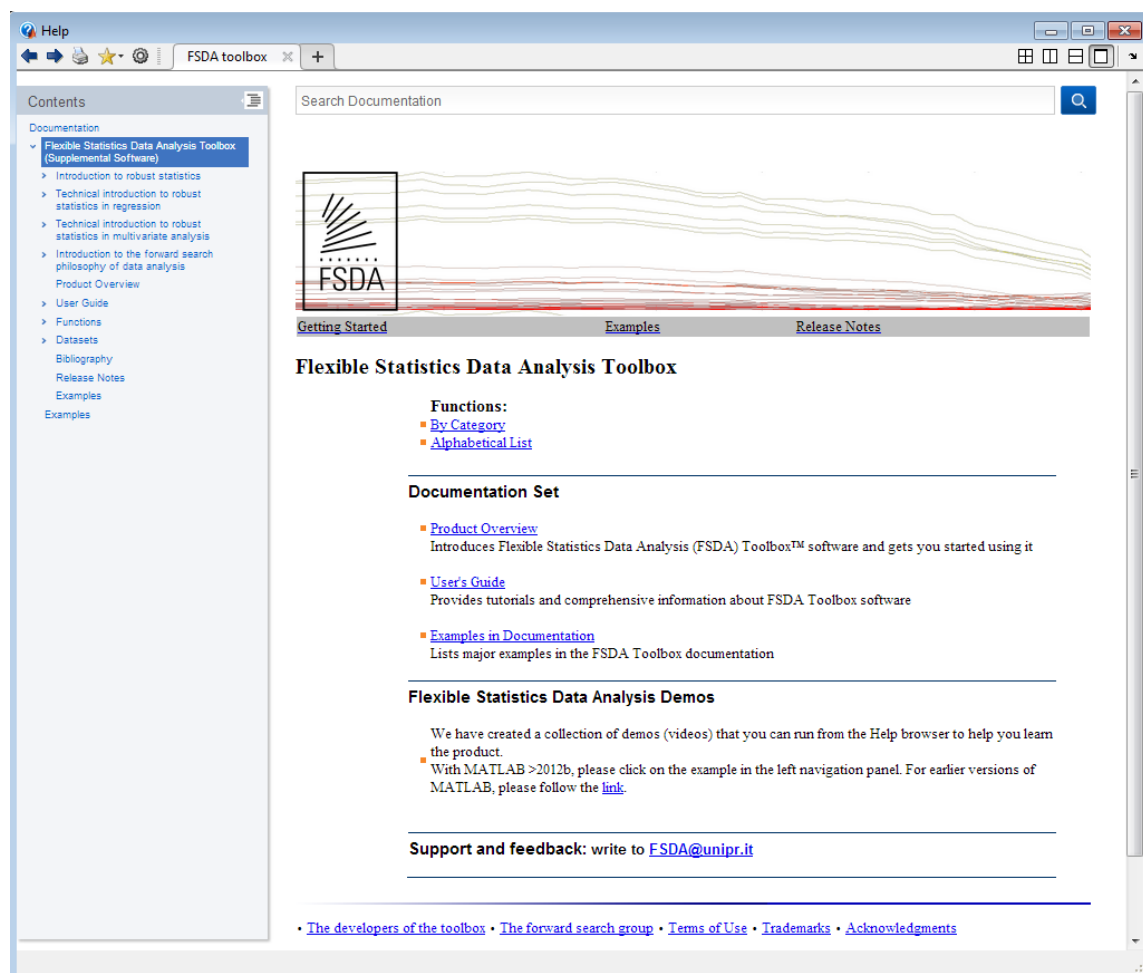 Help
FSDA toolbox
Contents
Search Documentation
Documentation
Flexible Statistics Data Analysis Toolbox
(Supplemental Software)
Introduction to robust statistics
Technical introduction to robust
statistics in regression
Technical introduction to robust
statistics in multivariate analysis
Introduction to the forward search
philosophy of data analysis
Product Overview
User Guide
Functions
Datasets
Bibliography
Release Notes
Examples
Examples
FSDA
Getting Started Examples Release Notes
Flexible Statistics Data Analysis Toolbox
Functions:
By Category
Alphabetical List
Documentation Set
Product Overview
Introduces Flexible Statistics Data Analysis (FSDA) Toolbox™ software and gets you started using it
User's Guide
Provides tutorials and comprehensive information about FSDA Toolbox software
Examples in Documentation
Lists major examples in the FSDA Toolbox documentation
Flexible Statistics Data Analysis Demos
We have created a collection of demos (videos) that you can run from the Help browser to help you learn
the product.
With MATLAB >2012b, please click on the example in the left navigation panel. For earlier versions of
MATLAB, please follow the link.
Support and feedback: write to FSDA@unipr.it
• The developers of the toolbox • The forward search group • Terms of Use • Trademarks • Acknowledgments